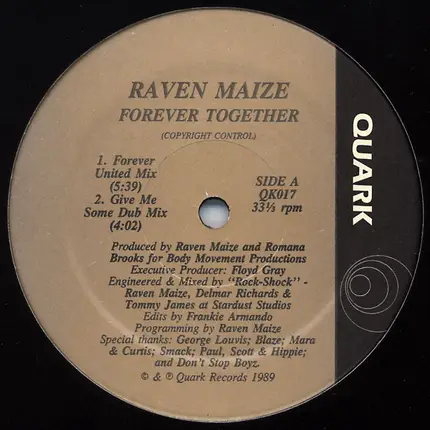 RAVEN MAIZE
FOREVER TOGETHER
(COPYRIGHT CONTROL)
1. Forever
United Mix
(5:39)
2. Give Me
Some Dub Mix
(4:02)
SIDE A
QK017
33⅓ rpm
Produced by Raven Maize and Romana
Brooks for Body Movement Productions
Executive Producer: Floyd Gray
Engineered & Mixed by "Rock-Shock" -
Raven Maize, Delmar Richards &
Tommy James at Stardust Studios
Edits by Frankie Armando
Programming by Raven Maize
Special thanks: George Louvis; Blaze; Mara
& Curtis; Smack; Paul, Scott & Hippie;
and Don't Stop Boyz.
© & ℗ Quark Records 1989
QUARK